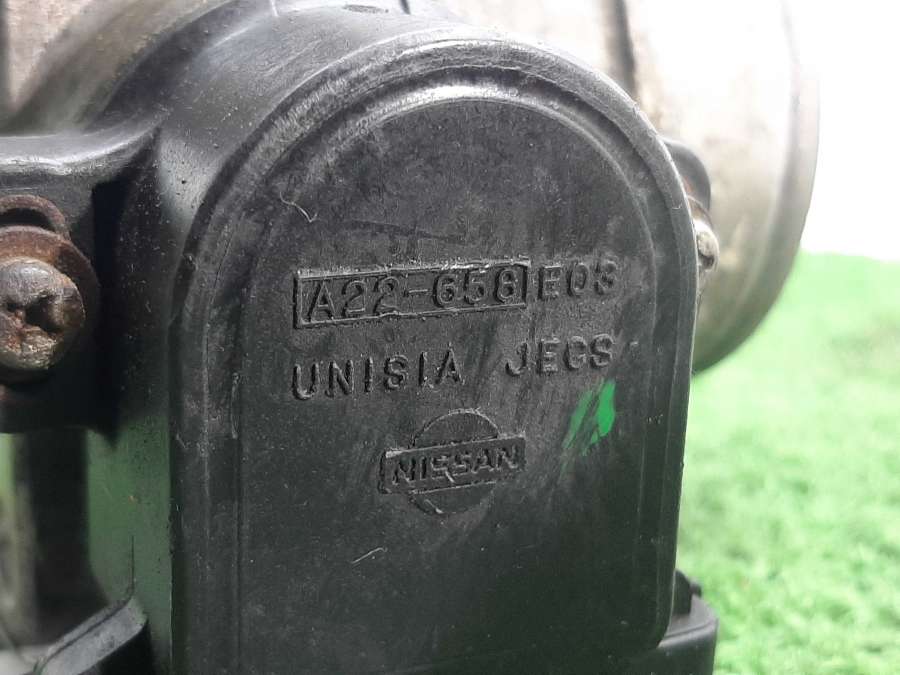 A22-658 E03
UNISIA JECS
NISSAN